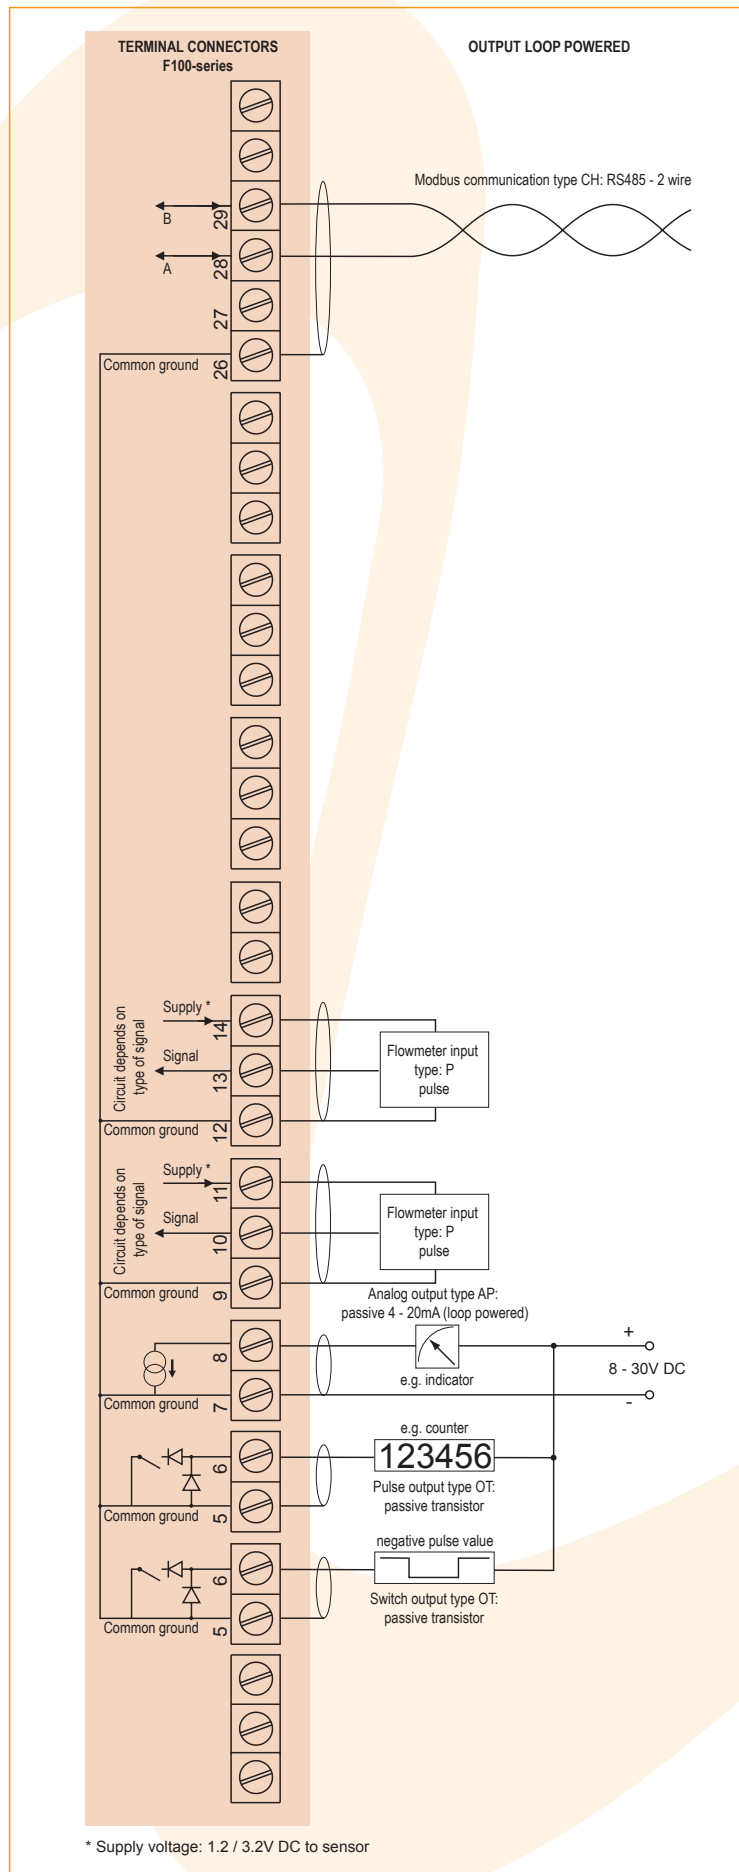 TERMINAL CONNECTORS
F100-series
OUTPUT LOOP POWERED
Modbus communication type CH: RS485 - 2 wire
B
29
A
28
27
Common ground
26
Circuit depends on
type of signal
Supply *
14
Signal
13
Common ground
12
Flowmeter input
type: P
pulse
Circuit depends on
type of signal
Supply *
11
Signal
10
Common ground
9
Flowmeter input
type: P
pulse
Analog output type AP:
passive 4 - 20mA (loop powered)
8
e.g. indicator
+
8 - 30V DC
-
Common ground
7
e.g. counter
6
123456
Pulse output type OT:
passive transistor
Common ground
5
negative pulse value
6
Switch output type OT:
passive transistor
Common ground
5
* Supply voltage: 1.2 / 3.2V DC to sensor